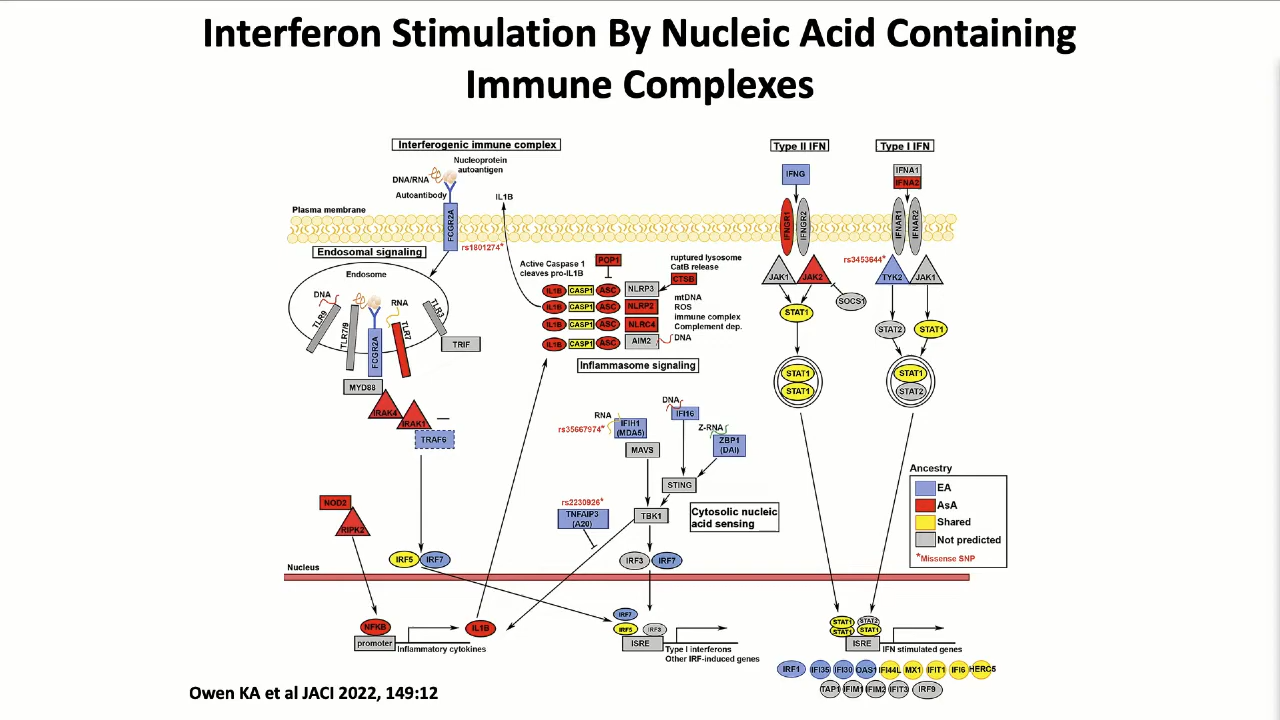 Interferon Stimulation By Nucleic Acid Containing
Immune Complexes
Interferogenic immune complex
Nucleoprotein
autoantigen
DNA/RNA
Autoantibody
IL1B
Plasma membrane
FCGR2A
rs1801274*
Endosomal signaling
Endosome
DNA
RNA
TLR9
TLR7/9
FCGR2A
TLR7
TLR3
TRIF
MYD88
IRAK4
IRAK1
TRAF6
Active Caspase 1
cleaves pro-IL1B
POP1
ruptured lysosome
CatB release
CTSB
IL1B CASP1 ASC NLRP3
IL1B CASP1 ASC NLRP2
IL1B CASP1 ASC NLRC4
IL1B CASP1 ASC AIM2
mtDNA
ROS
immune complex
Complement dep.
DNA
Inflammasome signaling
Type II IFN
IFNG
IFNGR1
IFNGR2
JAK1
JAK2
SOCS1
STAT1
STAT1
STAT1
Type I IFN
IFNA1
IFNA2
IFNAR1
IFNAR2
rs3453644*
TYK2
JAK1
STAT2
STAT1
STAT1
STAT2
RNA
rs35667974*
IFIH1
(MDA5)
MAVS
DNA
IFI16
Z-RNA
ZBP1
(DAI)
STING
rs2230926*
TNFAIP3
(A20)
TBK1
Cytosolic nucleic
acid sensing
NOD2
RIPK2
IRF5
IRF7
IRF3
IRF7
Ancestry
EA
AsA
Shared
Not predicted
*Missense SNP
Nucleus
NFKB
promoter
Inflammatory cytokines
IL1B
IRF7
IRF5
IRF3
ISRE
Type I interferons
Other IRF-induced genes
STAT1
STAT1
STAT2
STAT1
ISRE
IFN stimulated genes
IRF1 IFI35 IFI30 OAS1 IFI44L MX1 IFIT1 IFI6 HERC5
TAP1 IFIM1 IFIM2 IFIT3 IRF9
Owen KA et al JACI 2022, 149:12